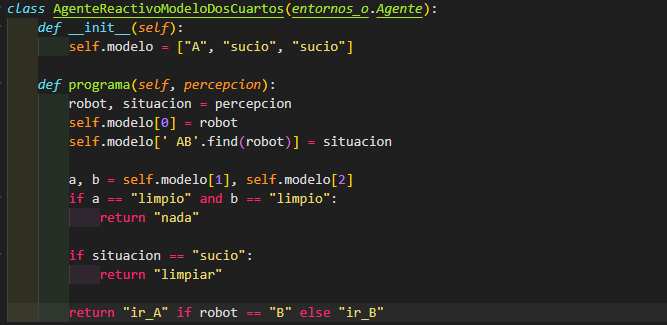 class AgenteReactivoModeloDosCuartos(entornos_o.Agente):
    def __init__(self):
        self.modelo = ["A", "sucio", "sucio"]

    def programa(self, percepcion):
        robot, situacion = percepcion
        self.modelo[0] = robot
        self.modelo[' AB'.find(robot)] = situacion

        a, b = self.modelo[1], self.modelo[2]
        if a == "limpio" and b == "limpio":
            return "nada"

        if situacion == "sucio":
            return "limpiar"

        return "ir_A" if robot == "B" else "ir_B"